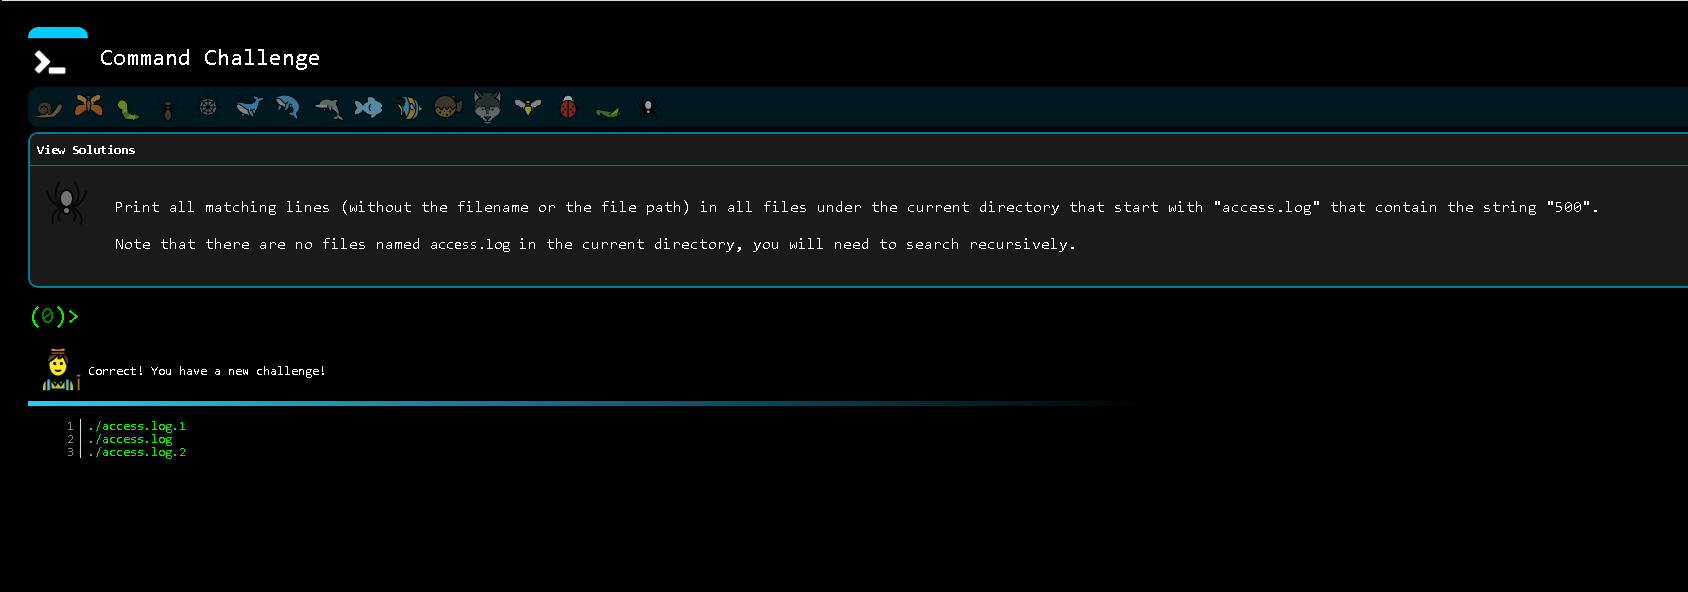 Command Challenge
View Solutions
Print all matching lines (without the filename or the file path) in all files under the current directory that start with "access.log" that contain the string "500".
Note that there are no files named access.log in the current directory, you will need to search recursively.
(0)>
Correct! You have a new challenge!
1 ./access.log.1
2 ./access.log
3 ./access.log.2